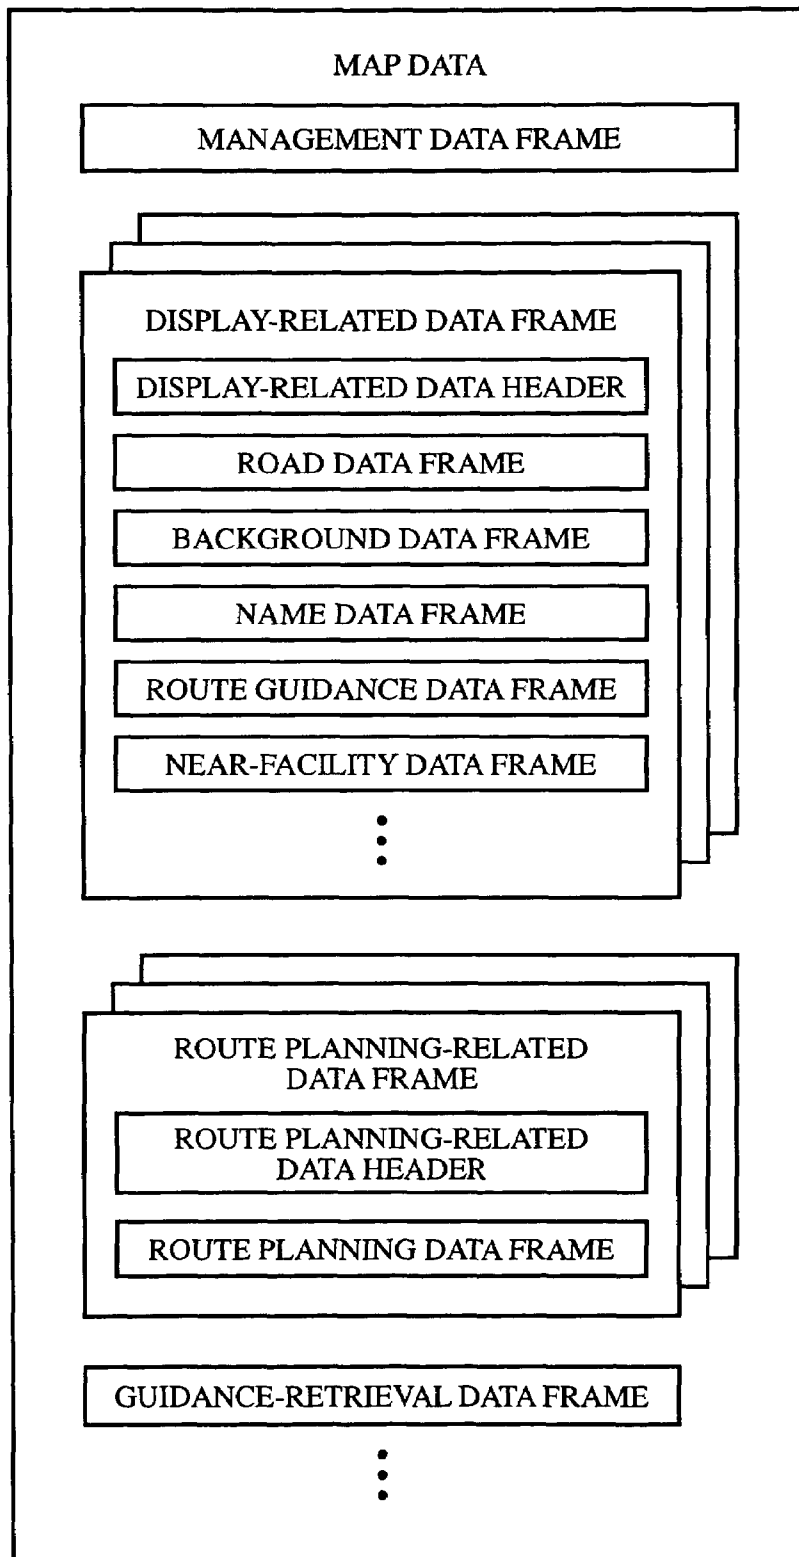 MAP DATA
MANAGEMENT DATA FRAME
DISPLAY-RELATED DATA FRAME
DISPLAY-RELATED DATA HEADER
ROAD DATA FRAME
BACKGROUND DATA FRAME
NAME DATA FRAME
ROUTE GUIDANCE DATA FRAME
NEAR-FACILITY DATA FRAME
ROUTE PLANNING-RELATED
DATA FRAME
ROUTE PLANNING-RELATED
DATA HEADER
ROUTE PLANNING DATA FRAME
GUIDANCE-RETRIEVAL DATA FRAME